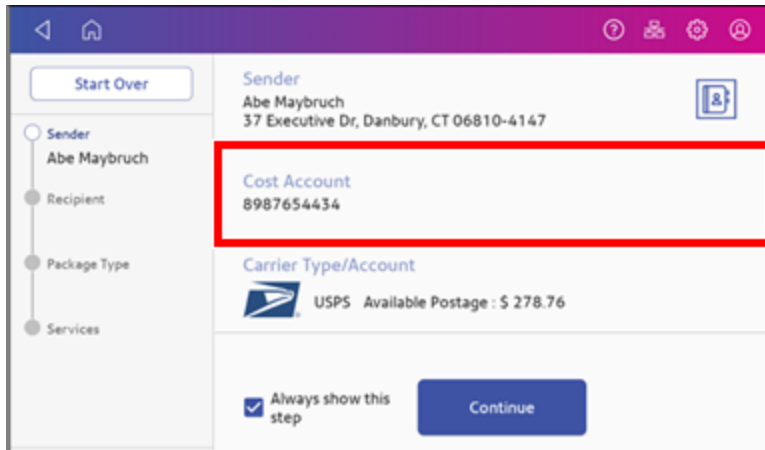 Start Over
Sender
Abe Maybruch
Recipient
Package Type
Services
Sender
Abe Maybruch
37 Executive Dr, Danbury, CT 06810-4147
Cost Account
8987654434
Carrier Type/Account
USPS Available Postage : $ 278.76
Always show this
step
Continue